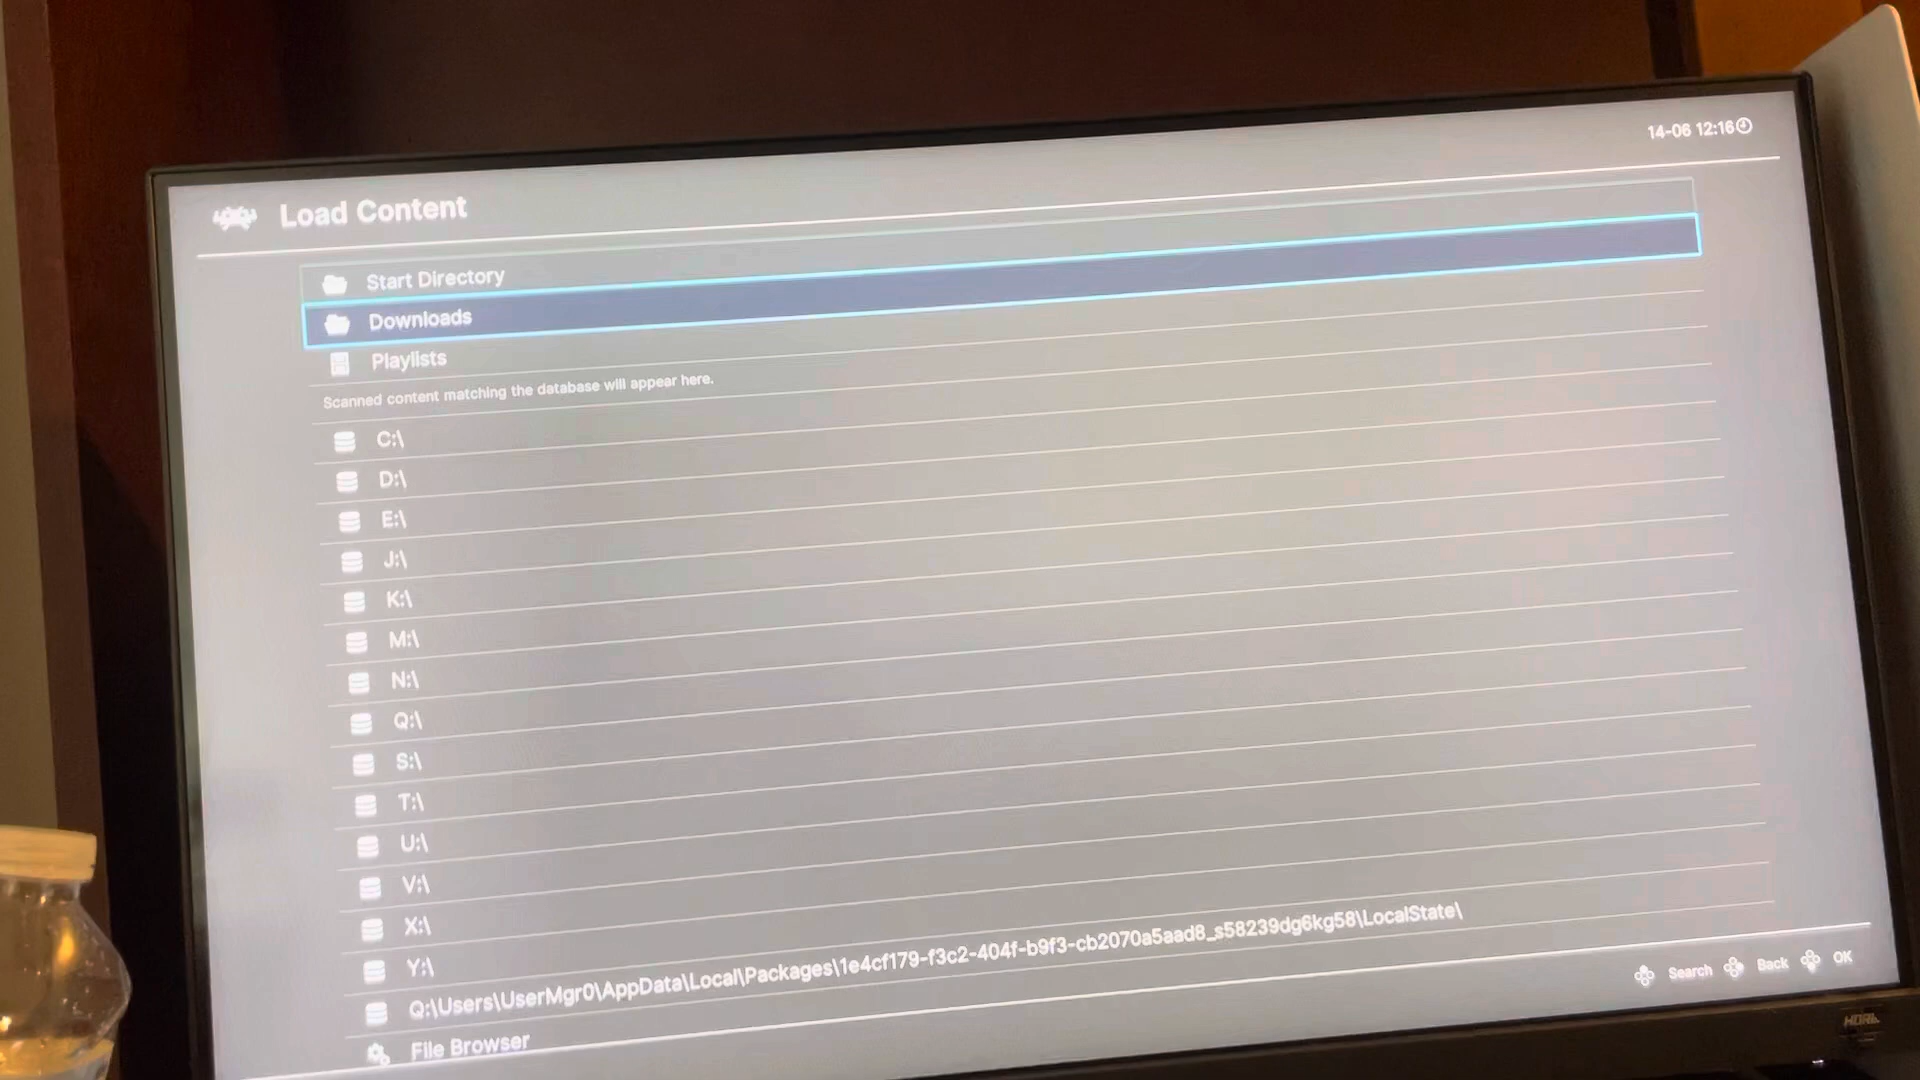 14-06 12:16
Load Content
Start Directory
Downloads
Playlists
Scanned content matching the database will appear here.
C:\
D:\
E:\
J:\
K:\
M:\
N:\
Q:\
S:\
T:\
U:\
V:\
X:\
Y:\
Q:\Users\UserMgr0\AppData\Local\Packages\1e4cf179-f3c2-404f-b9f3-cb2070a5aad8_s58239dg6kg58\LocalState\
File Browser
Search Back OK
HORI